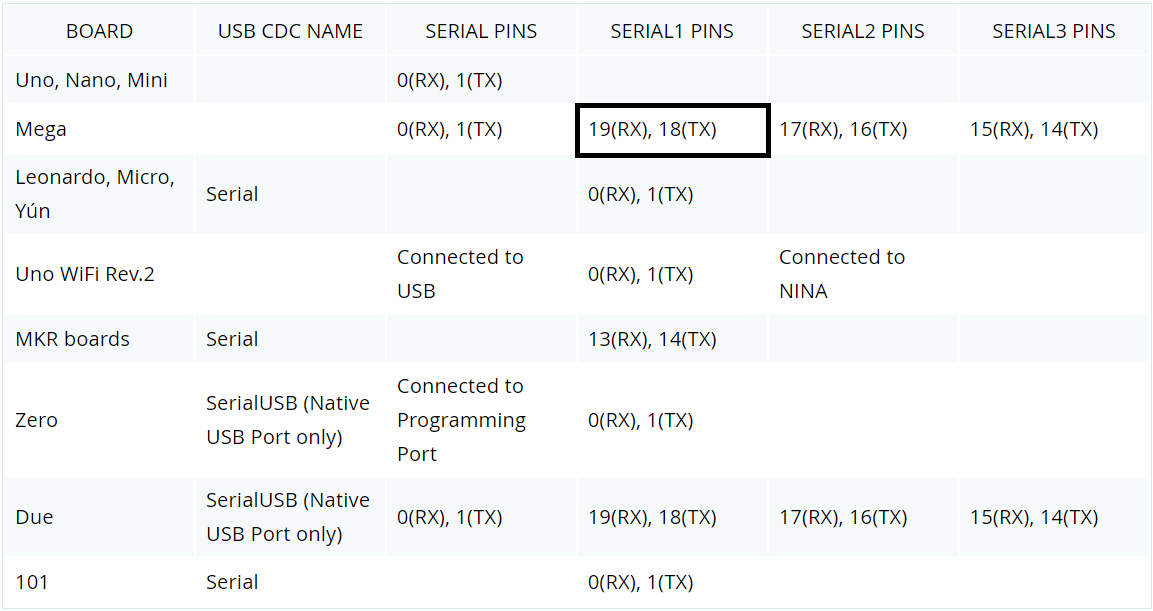 BOARD USB CDC NAME SERIAL PINS SERIAL1 PINS SERIAL2 PINS SERIAL3 PINS
Uno, Nano, Mini 0(RX), 1(TX)
Mega 0(RX), 1(TX) 19(RX), 18(TX) 17(RX), 16(TX) 15(RX), 14(TX)
Leonardo, Micro,
Yún Serial 0(RX), 1(TX)
Uno WiFi Rev.2 Connected to
USB 0(RX), 1(TX) Connected to
NINA
MKR boards Serial 13(RX), 14(TX)
Zero SerialUSB (Native
USB Port only) Connected to
Programming
Port 0(RX), 1(TX)
Due SerialUSB (Native
USB Port only) 0(RX), 1(TX) 19(RX), 18(TX) 17(RX), 16(TX) 15(RX), 14(TX)
101 Serial 0(RX), 1(TX)